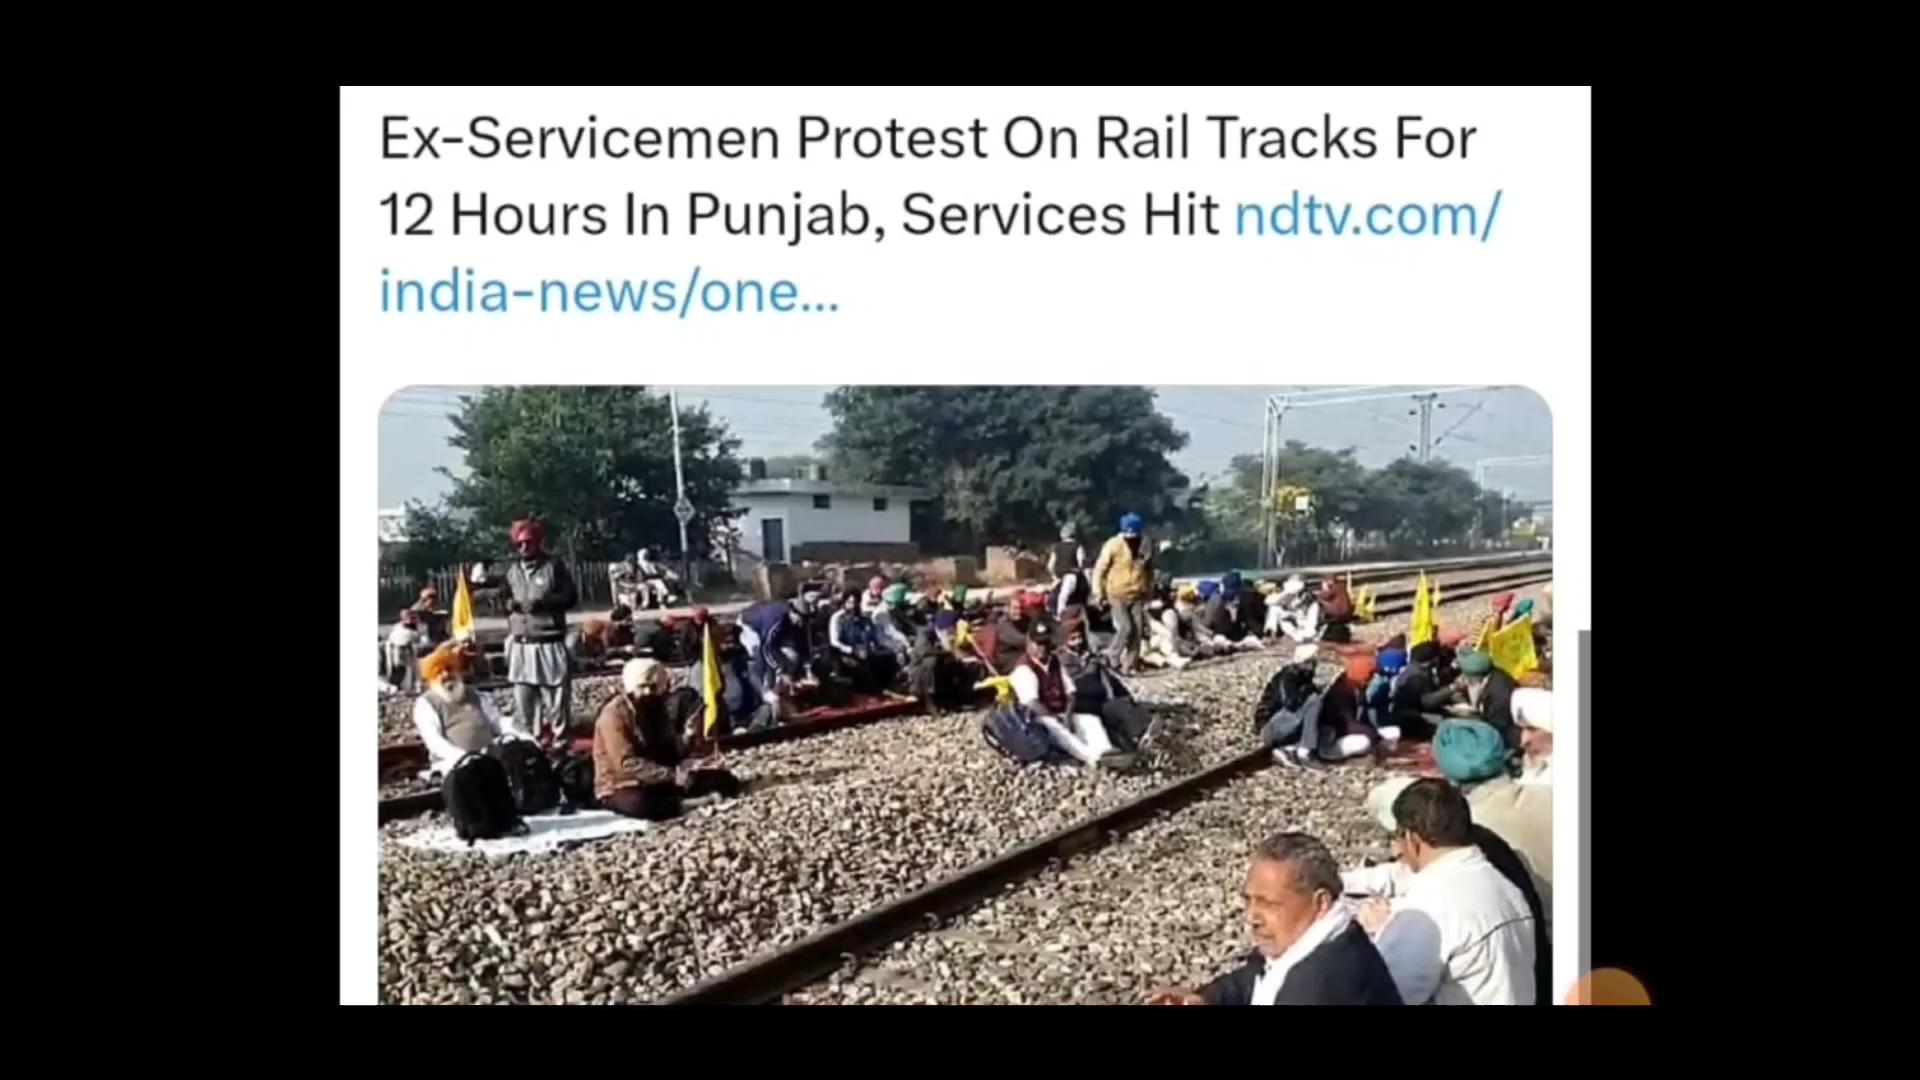 Ex-Servicemen Protest On Rail Tracks For
12 Hours In Punjab, Services Hit ndtv.com/
india-news/one...